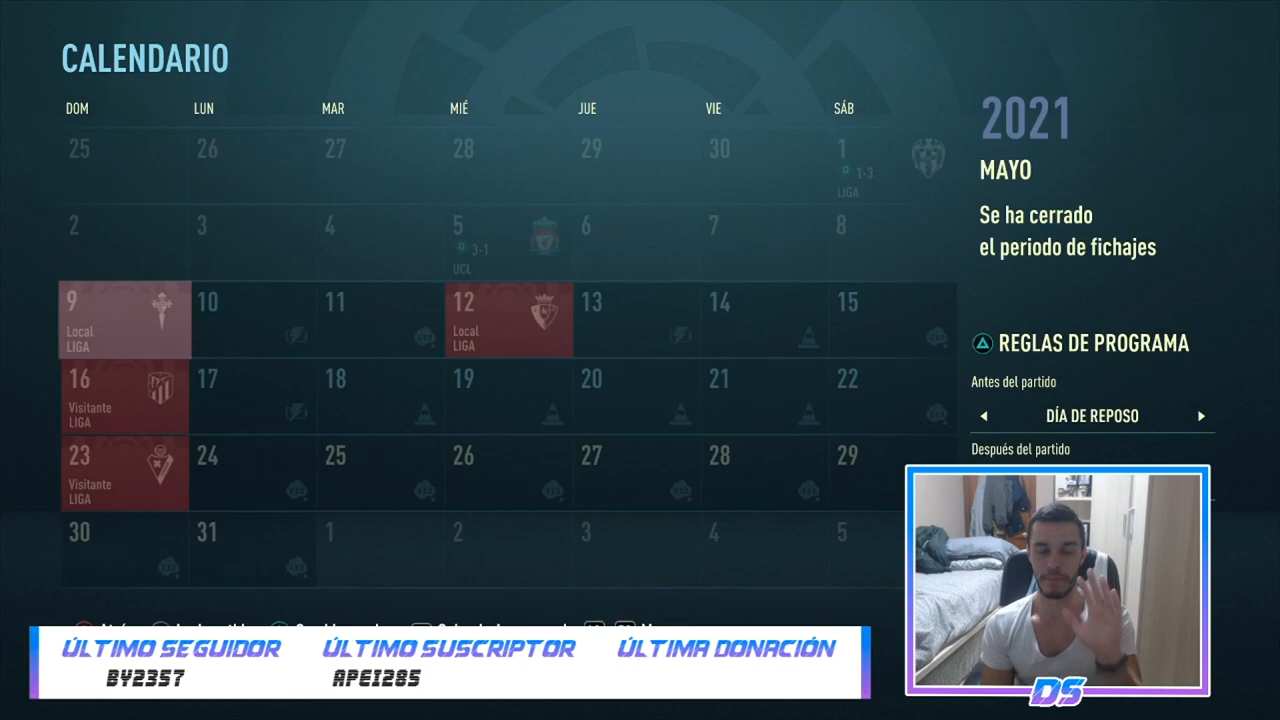 CALENDARIO
DOM LUN MAR MIÉ JUE VIE SÁB
25 26 27 28 29 30 1
G 1-3
LIGA
2 3 4 5 6 7 8
G 3-1
UCL
9 10 11 12 13 14 15
Local Local
LIGA LIGA
16 17 18 19 20 21 22
Visitante
LIGA
23 24 25 26 27 28 29
Visitante
LIGA
30 31 1 2 3 4 5
2021
MAYO
Se ha cerrado
el periodo de fichajes
REGLAS DE PROGRAMA
Antes del partido
DÍA DE REPOSO
Después del partido
ÚLTIMO SEGUIDOR ÚLTIMO SUSCRIPTOR ÚLTIMA DONACIÓN
BY2357 APEI285
DS